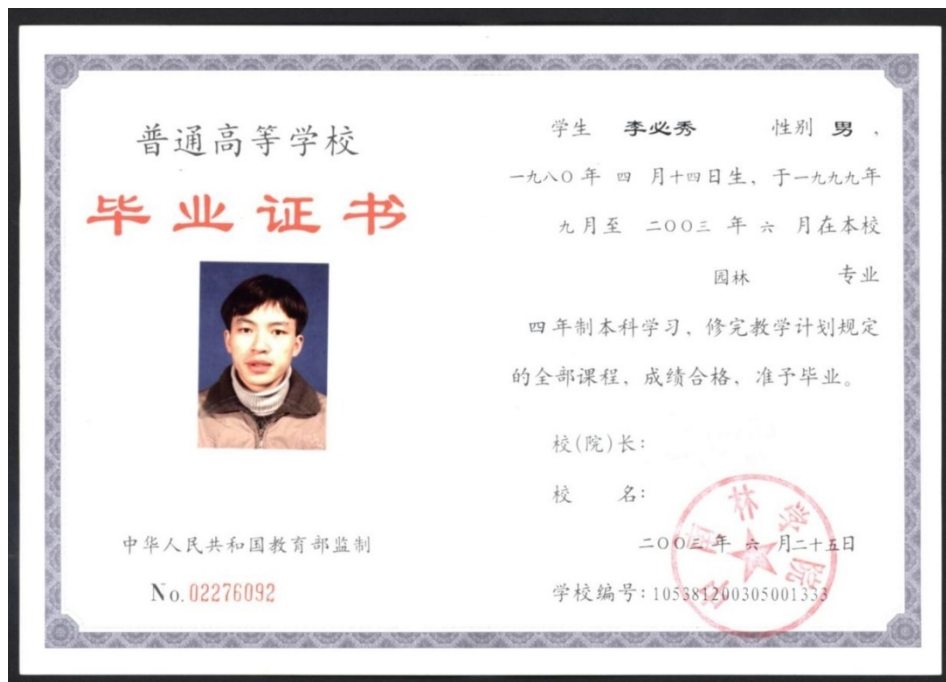 普通高等学校
毕业证书
中华人民共和国教育部监制
No. 02276092
学生 李必秀 性别 男，
一九八〇年 四 月十四日生，于一九九九年
九月至 二〇〇三 年 六 月在本校
园林 专业
四年制本科学习，修完教学计划规定
的全部课程，成绩合格，准予毕业。
校(院)长：
校 名：
二〇〇三年 六 月二十五日
学校编号：105381200305001333
林学院